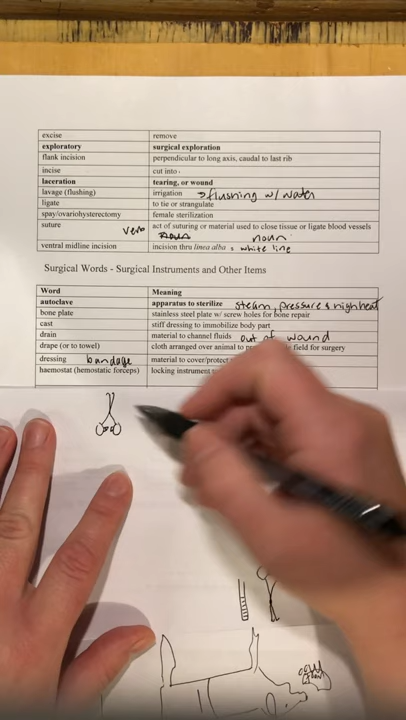 excise remove
exploratory surgical exploration
flank incision perpendicular to long axis, caudal to last rib
incise cut into
laceration tearing, or wound
lavage (flushing) irrigation → flushing w/ water
ligate to tie or strangulate
spay/ovariohysterectomy female sterilization
suture act of suturing or material used to close tissue or ligate blood vessels
verb noun
ventral midline incision incision thru linea alba white line
Surgical Words - Surgical Instruments and Other Items
Word Meaning
autoclave apparatus to sterilize steam, pressure & high heat
bone plate stainless steel plate w/ screw holes for bone repair
cast stiff dressing to immobilize body part
drain material to channel fluids out of wound
drape (or to towel) cloth arranged over animal to field for surgery
dressing bandage material to cover/protect
haemostat (hemostatic forceps) locking instrument